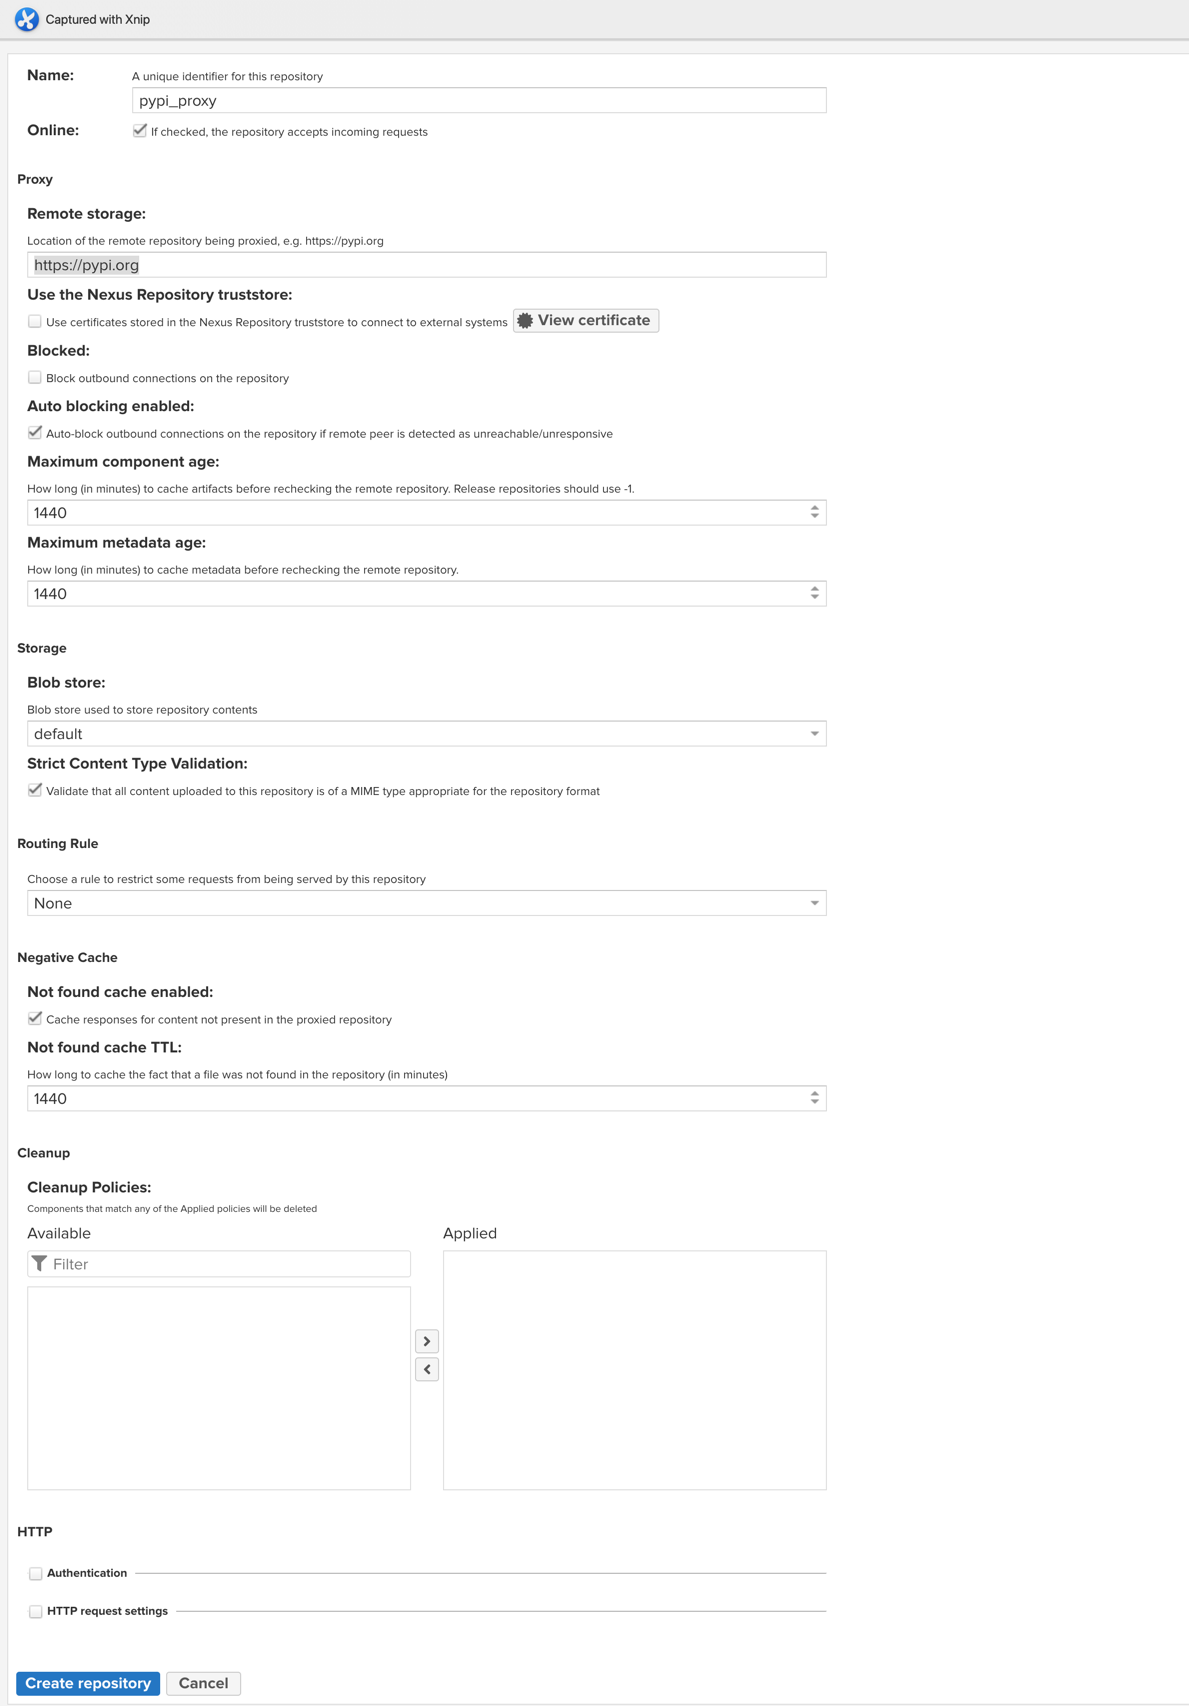 Captured with Xnip
Name:
A unique identifier for this repository
pypi_proxy
Online:
If checked, the repository accepts incoming requests
Proxy
Remote storage:
Location of the remote repository being proxied, e.g. https://pypi.org
https://pypi.org
Use the Nexus Repository truststore:
Use certificates stored in the Nexus Repository truststore to connect to external systems View certificate
Blocked:
Block outbound connections on the repository
Auto blocking enabled:
Auto-block outbound connections on the repository if remote peer is detected as unreachable/unresponsive
Maximum component age:
How long (in minutes) to cache artifacts before rechecking the remote repository. Release repositories should use -1.
1440
Maximum metadata age:
How long (in minutes) to cache metadata before rechecking the remote repository.
1440
Storage
Blob store:
Blob store used to store repository contents
default
Strict Content Type Validation:
Validate that all content uploaded to this repository is of a MIME type appropriate for the repository format
Routing Rule
Choose a rule to restrict some requests from being served by this repository
None
Negative Cache
Not found cache enabled:
Cache responses for content not present in the proxied repository
Not found cache TTL:
How long to cache the fact that a file was not found in the repository (in minutes)
1440
Cleanup
Cleanup Policies:
Components that match any of the Applied policies will be deleted
Available
Applied
Filter
HTTP
Authentication
HTTP request settings
Create repository Cancel